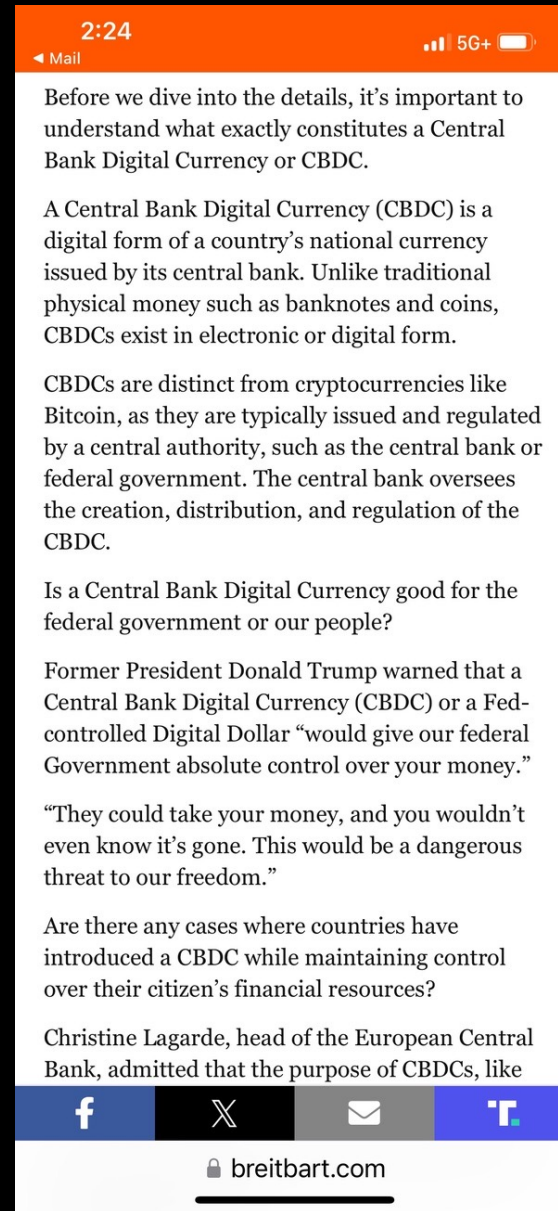 2:24
5G+
◀ Mail
Before we dive into the details, it’s important to
understand what exactly constitutes a Central
Bank Digital Currency or CBDC.
A Central Bank Digital Currency (CBDC) is a
digital form of a country’s national currency
issued by its central bank. Unlike traditional
physical money such as banknotes and coins,
CBDCs exist in electronic or digital form.
CBDCs are distinct from cryptocurrencies like
Bitcoin, as they are typically issued and regulated
by a central authority, such as the central bank or
federal government. The central bank oversees
the creation, distribution, and regulation of the
CBDC.
Is a Central Bank Digital Currency good for the
federal government or our people?
Former President Donald Trump warned that a
Central Bank Digital Currency (CBDC) or a Fed-
controlled Digital Dollar “would give our federal
Government absolute control over your money.”
“They could take your money, and you wouldn’t
even know it’s gone. This would be a dangerous
threat to our freedom.”
Are there any cases where countries have
introduced a CBDC while maintaining control
over their citizen’s financial resources?
Christine Lagarde, head of the European Central
Bank, admitted that the purpose of CBDCs, like
f X T.
breitbart.com